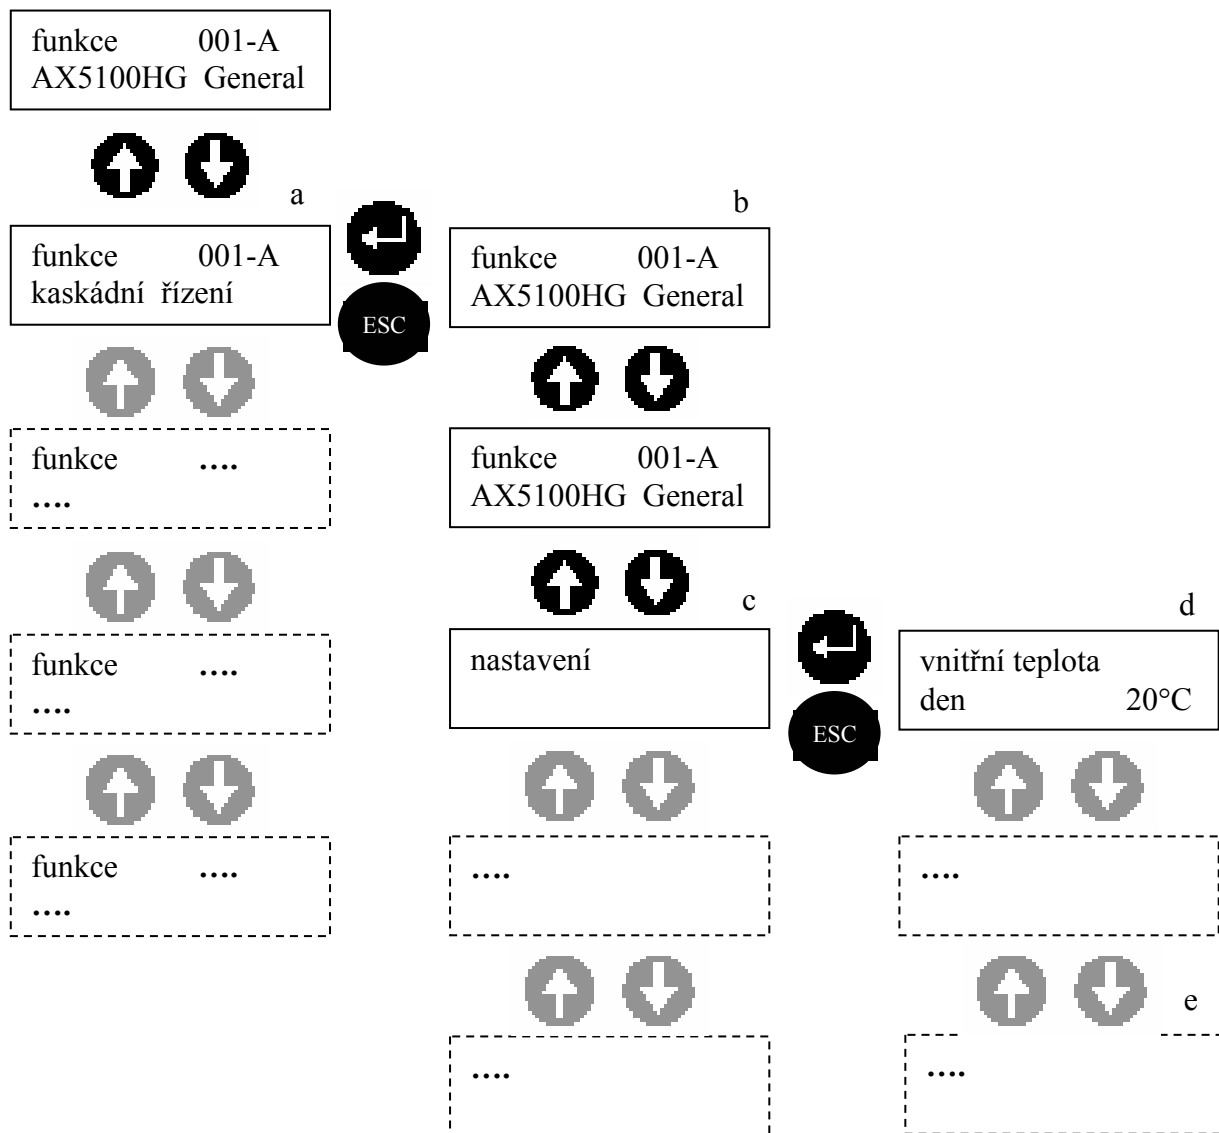 funkce 001-A
AX5100HG General
a
funkce 001-A
kaskádní řízení
ESC
b
funkce 001-A
AX5100HG General
funkce ....
....
funkce 001-A
AX5100HG General
funkce ....
....
c
nastavení
ESC
d
vnitřní teplota
den 20°C
funkce ....
....
....
....
e
....
....